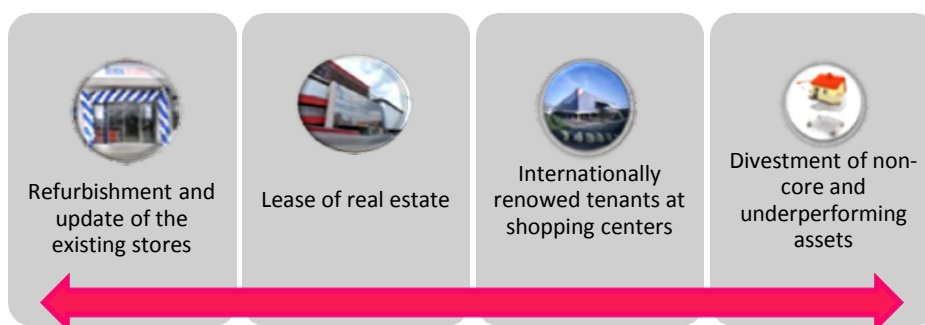 Refurbishment and
update of the
existing stores
Lease of real estate
Internationally
renowed tenants at
shopping centers
Divestment of non-
core and
underperforming
assets